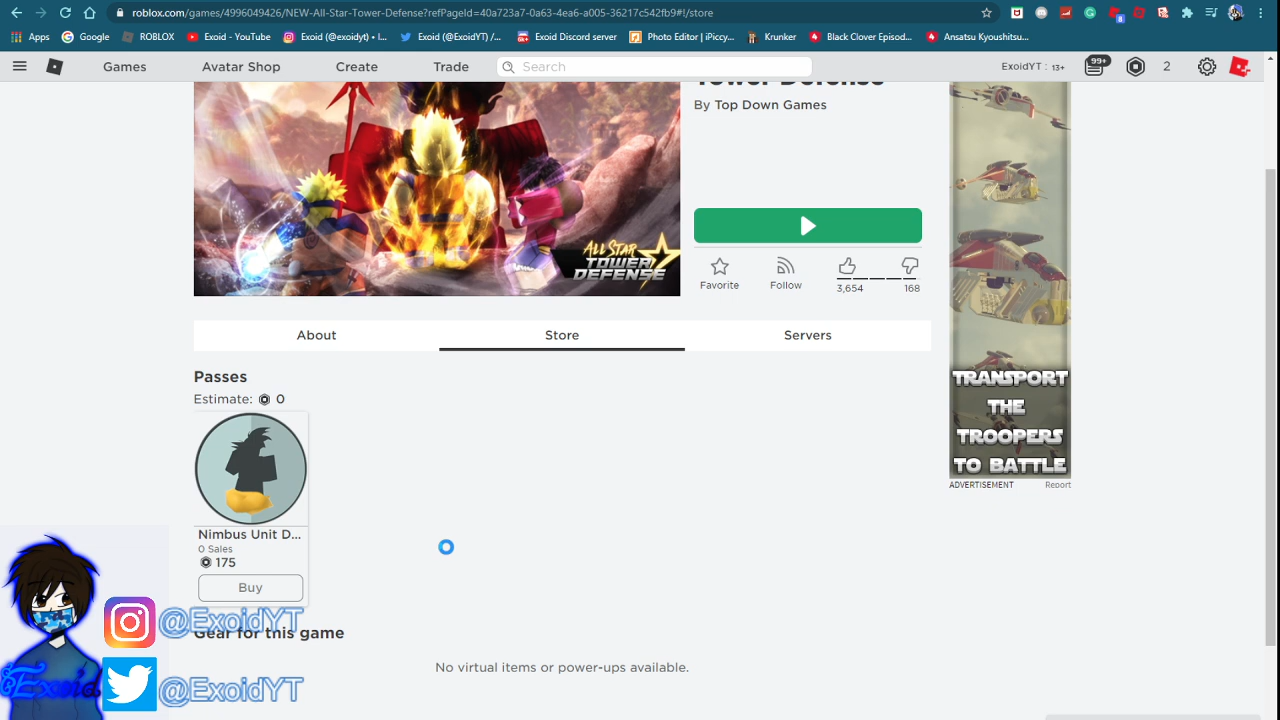 roblox.com/games/4996049426/NEW-All-Star-Tower-Defense?refPageId=40a723a7-0a63-4ea6-a005-36217c542fb9#!/store
Apps Google ROBLOX Exoid - YouTube Instagram Exoid (@exoidyt) • I... Exoid (@ExoidYT) /... Exoid Discord server Photo Editor | iPiccy... Krunker Black Clover Episod... Ansatsu Kyoushitsu...
Games Avatar Shop Create Trade Search ExoidYT : 13+ 99+ 2
Tower Defense
By Top Down Games
ALL STAR
TOWER
DEFENSE
Favorite Follow 3,654 168
About Store Servers
Passes
Estimate: 0
Nimbus Unit D...
0 Sales
175
Buy
TRANSPORT
THE
TROOPERS
TO BATTLE
ADVERTISEMENT Report
@ExoidYT
Gear for this game
No virtual items or power-ups available.
Exoid
@ExoidYT